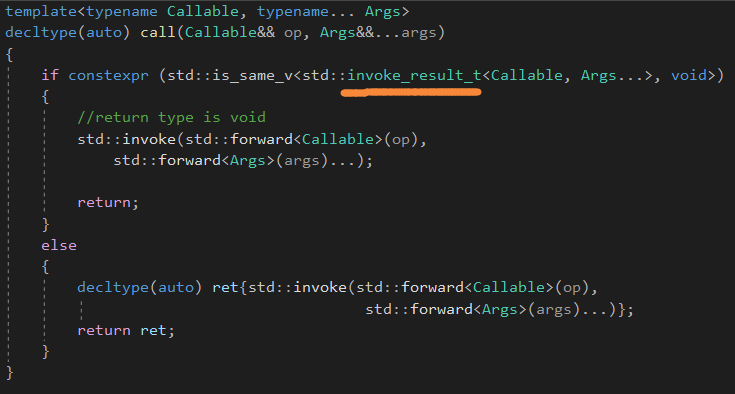 template<typename Callable, typename... Args>
decltype(auto) call(Callable&& op, Args&&...args)
{
    if constexpr (std::is_same_v<std::invoke_result_t<Callable, Args...>, void>)
    {
        //return type is void
        std::invoke(std::forward<Callable>(op),
            std::forward<Args>(args)...);

        return;
    }
    else
    {
        decltype(auto) ret{std::invoke(std::forward<Callable>(op),
                                        std::forward<Args>(args)...)};
        return ret;
    }
}